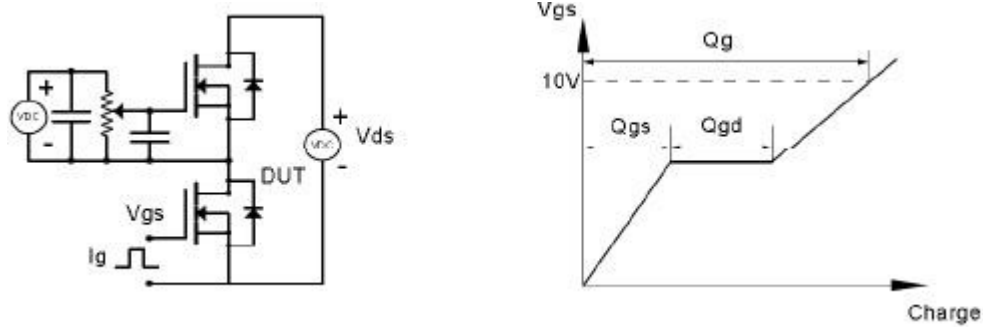 +
VDC
-
+
VDC
Vds
-
DUT
Vgs
Ig
Vgs
Qg
10V
Qgs
Qgd
Charge